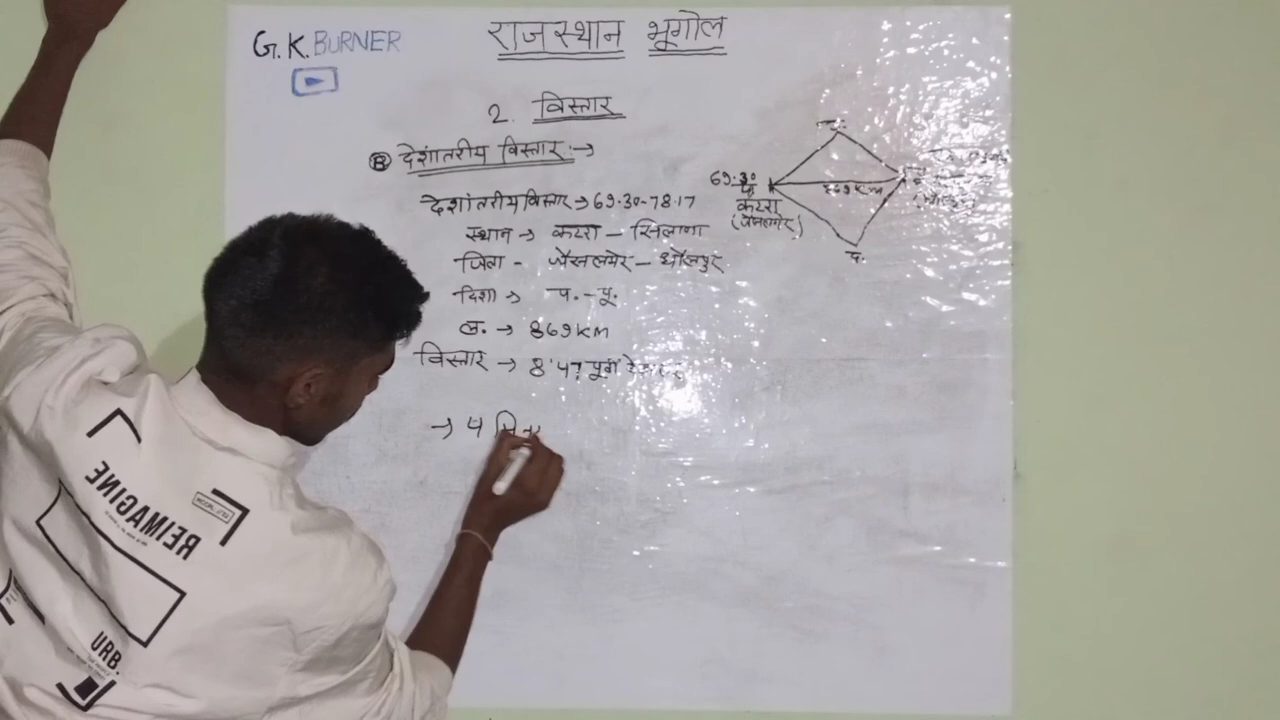 G.K. BURNER
राजस्थान भूगोल
2. विस्तार
B देशांतरीय विस्तार :→
देशांतरीय विस्तार → 69·30-78·17
स्थान → कटरा – सिलाना
जिला - जैसलमेर – धौलपुर
दिशा → प. - पू.
ल. → 869 KM
विस्तार → 8'47 पूर्वी
→ 4
69·30
प.
कटरा
(जैसलमेर)
869 KM
द.
REIMAGINE
URB.